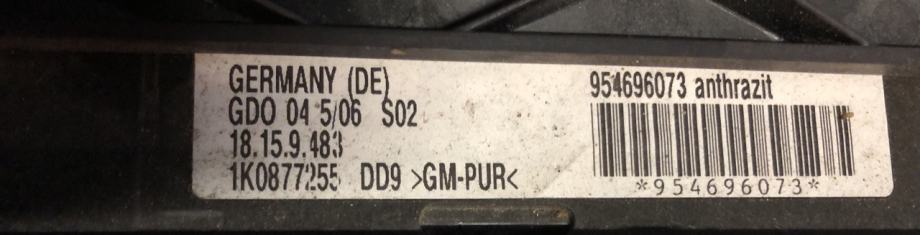 GERMANY (DE)
GDO 04 5/06 S02
18.15.9.483
1K0877255 DD9 >GM-PUR<
954696073 anthrazit
*954696073*